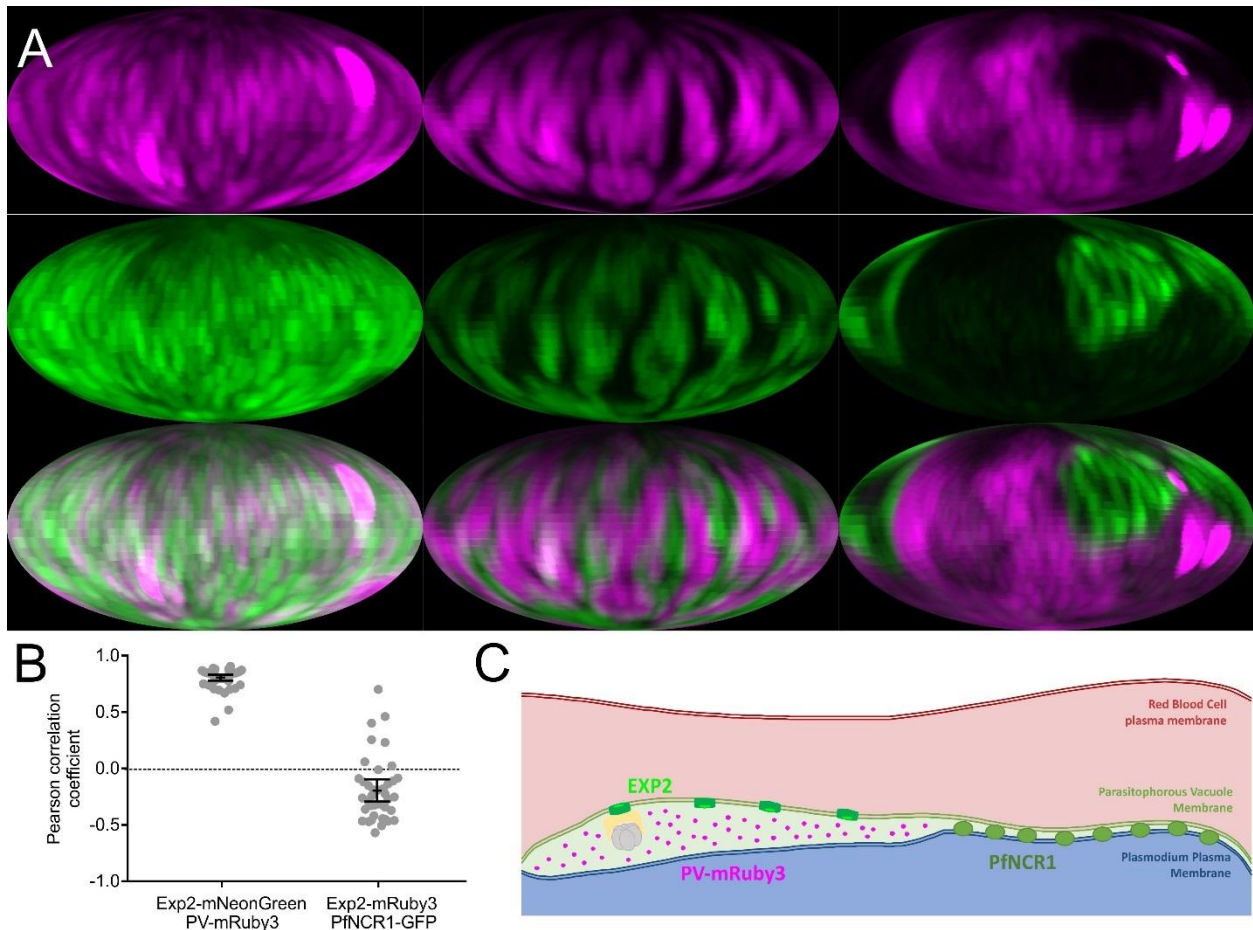 A
B
1.0
0.5
0.0
-0.5
-1.0
Pearson correlation
coefficient
Exp2-mNeonGreen
PV-mRuby3
Exp2-mRuby3
PfNCR1-GFP
C
Red Blood Cell
plasma membrane
EXP2
Parasitophorous Vacuole
Membrane
PV-mRuby3
PfNCR1
Plasmodium Plasma
Membrane